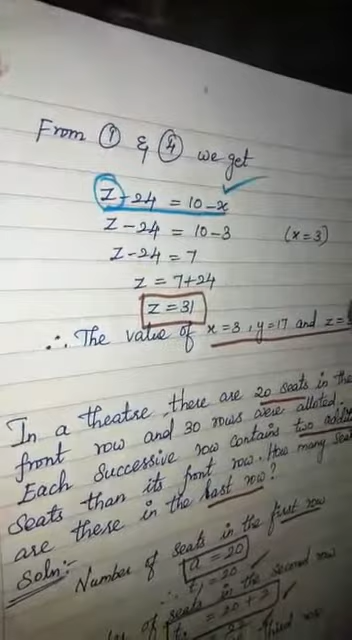 From ① & ④ we get
z - 24 = 10 - x
z - 24 = 10 - 3 (x = 3)
z - 24 = 7
z = 7 + 24
z = 31
∴ The value of x = 3, y = 17 and z =
In a theatre, there are 20 seats in the
front row and 30 rows were allotted.
Each successive row contains two
seats than its front row. How many
are there in the last row?
Soln:-
Number of seats in the first row
a = 20
∴ t₁ = 20
of seats in the second row
= 20 + 2
row